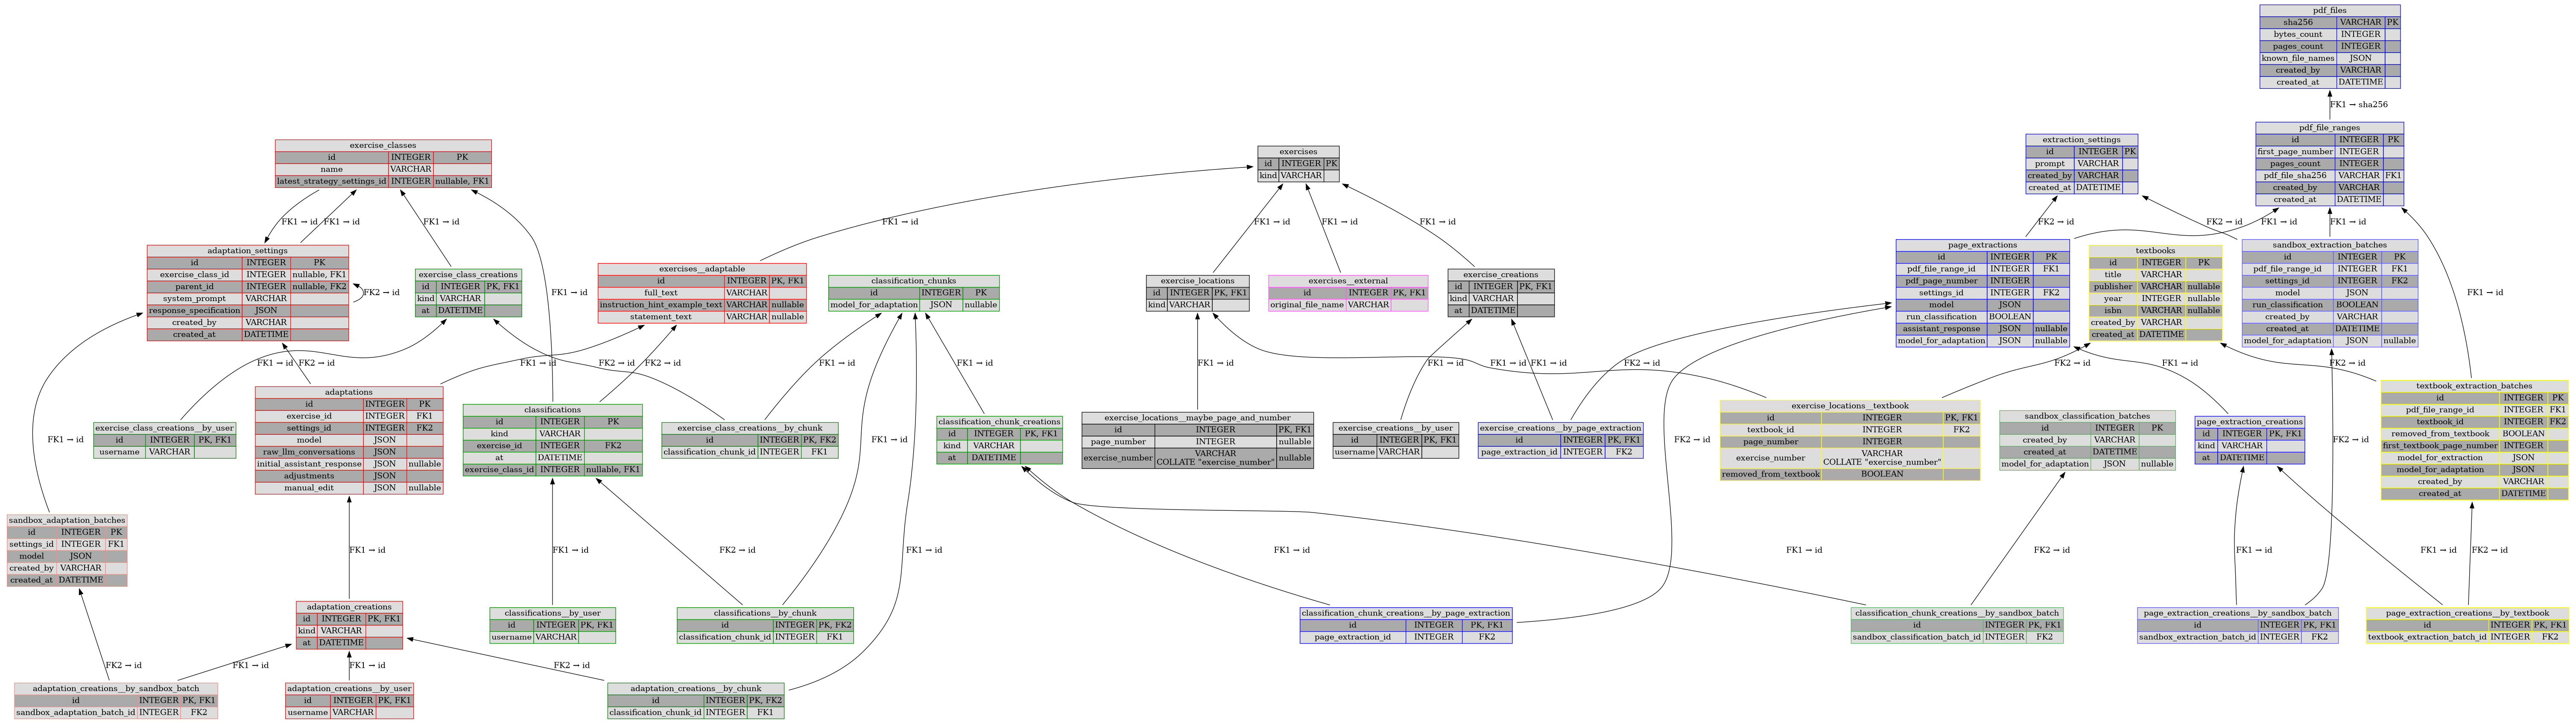 pdf_files
sha256 VARCHAR PK
bytes_count INTEGER
pages_count INTEGER
known_file_names JSON
created_by VARCHAR
created_at DATETIME
FK1 → sha256
exercise_classes
id INTEGER PK
name VARCHAR
latest_strategy_settings_id INTEGER nullable, FK1
exercises
id INTEGER PK
kind VARCHAR
extraction_settings
id INTEGER PK
prompt VARCHAR
created_by VARCHAR
created_at DATETIME
pdf_file_ranges
id INTEGER PK
first_page_number INTEGER
pages_count INTEGER
pdf_file_sha256 VARCHAR FK1
created_by VARCHAR
created_at DATETIME
FK1 → id
FK1 → id
FK1 → id
FK1 → id
FK1 → id
FK1 → id
FK1 → id
FK2 → id
FK2 → id
FK1 → id
FK1 → id
adaptation_settings
id INTEGER PK
exercise_class_id INTEGER nullable, FK1
parent_id INTEGER nullable, FK2
system_prompt VARCHAR
response_specification JSON
created_by VARCHAR
created_at DATETIME
FK2 → id
exercise_class_creations
id INTEGER PK, FK1
kind VARCHAR
at DATETIME
FK1 → id
exercises__adaptable
id INTEGER PK, FK1
full_text VARCHAR
instruction_hint_example_text VARCHAR nullable
statement_text VARCHAR nullable
classification_chunks
id INTEGER PK
model_for_adaptation JSON nullable
exercise_locations
id INTEGER PK, FK1
kind VARCHAR
exercises__external
id INTEGER PK, FK1
original_file_name VARCHAR
exercise_creations
id INTEGER PK, FK1
kind VARCHAR
at DATETIME
page_extractions
id INTEGER PK
pdf_file_range_id INTEGER FK1
pdf_page_number INTEGER
settings_id INTEGER FK2
model JSON
run_classification BOOLEAN
assistant_response JSON nullable
model_for_adaptation JSON nullable
textbooks
id INTEGER PK
title VARCHAR
publisher VARCHAR nullable
year INTEGER nullable
isbn VARCHAR nullable
created_by VARCHAR
created_at DATETIME
sandbox_extraction_batches
id INTEGER PK
pdf_file_range_id INTEGER FK1
settings_id INTEGER FK2
model JSON
run_classification BOOLEAN
created_by VARCHAR
created_at DATETIME
model_for_adaptation JSON nullable
FK1 → id
FK1 → id
FK2 → id
FK1 → id
FK2 → id
FK2 → id
FK1 → id
FK1 → id
FK1 → id
FK1 → id
FK1 → id
FK1 → id
FK2 → id
FK2 → id
FK1 → id
FK2 → id
adaptations
id INTEGER PK
exercise_id INTEGER FK1
settings_id INTEGER FK2
model JSON
raw_llm_conversations JSON
initial_assistant_response JSON nullable
adjustments JSON
manual_edit JSON nullable
exercise_class_creations__by_user
id INTEGER PK, FK1
username VARCHAR
classifications
id INTEGER PK
kind VARCHAR
exercise_id INTEGER FK2
at DATETIME
exercise_class_id INTEGER nullable, FK1
exercise_class_creations__by_chunk
id INTEGER PK, FK2
classification_chunk_id INTEGER FK1
classification_chunk_creations
id INTEGER PK, FK1
kind VARCHAR
at DATETIME
exercise_locations__maybe_page_and_number
id INTEGER PK, FK1
page_number INTEGER nullable
exercise_number VARCHAR COLLATE "exercise_number" nullable
exercise_creations__by_user
id INTEGER PK, FK1
username VARCHAR
exercise_creations__by_page_extraction
id INTEGER PK, FK1
page_extraction_id INTEGER FK2
exercise_locations__textbook
id INTEGER PK, FK1
textbook_id INTEGER FK2
page_number INTEGER
exercise_number VARCHAR COLLATE "exercise_number"
removed_from_textbook BOOLEAN
sandbox_classification_batches
id INTEGER PK
created_by VARCHAR
created_at DATETIME
model_for_adaptation JSON nullable
page_extraction_creations
id INTEGER PK, FK1
kind VARCHAR
at DATETIME
textbook_extraction_batches
id INTEGER PK
pdf_file_range_id INTEGER FK1
textbook_id INTEGER FK2
removed_from_textbook BOOLEAN
first_textbook_page_number INTEGER
model_for_extraction JSON
model_for_adaptation JSON
created_by VARCHAR
created_at DATETIME
FK1 → id
FK1 → id
FK2 → id
FK2 → id
sandbox_adaptation_batches
id INTEGER PK
settings_id INTEGER FK1
model JSON
created_by VARCHAR
created_at DATETIME
FK1 → id
FK1 → id
FK2 → id
FK1 → id
FK1 → id
FK1 → id
FK2 → id
FK1 → id
FK1 → id
FK2 → id
adaptation_creations
id INTEGER PK, FK1
kind VARCHAR
at DATETIME
classifications__by_user
id INTEGER PK, FK1
username VARCHAR
classifications__by_chunk
id INTEGER PK, FK2
classification_chunk_id INTEGER FK1
classification_chunk_creations__by_page_extraction
id INTEGER PK, FK1
page_extraction_id INTEGER FK2
classification_chunk_creations__by_sandbox_batch
id INTEGER PK, FK1
sandbox_classification_batch_id INTEGER FK2
page_extraction_creations__by_sandbox_batch
id INTEGER PK, FK1
sandbox_extraction_batch_id INTEGER FK2
page_extraction_creations__by_textbook
id INTEGER PK, FK1
textbook_extraction_batch_id INTEGER FK2
FK2 → id
FK1 → id
FK1 → id
FK2 → id
adaptation_creations__by_sandbox_batch
id INTEGER PK, FK1
sandbox_adaptation_batch_id INTEGER FK2
adaptation_creations__by_user
id INTEGER PK, FK1
username VARCHAR
adaptation_creations__by_chunk
id INTEGER PK, FK2
classification_chunk_id INTEGER FK1